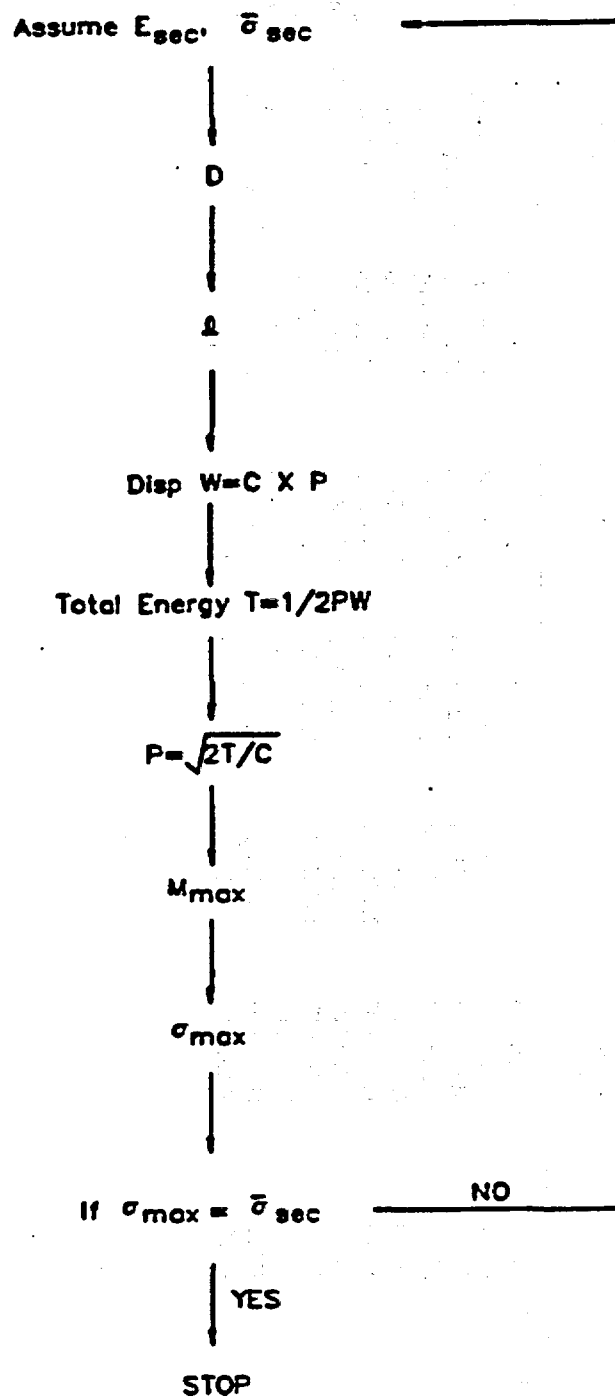 Assume E_sec, σ̄_sec
D
ℓ
Disp W=C X P
Total Energy T=1/2PW
P=√2T/C
M_max
σ_max
If σ_max = σ̄_sec
NO
YES
STOP